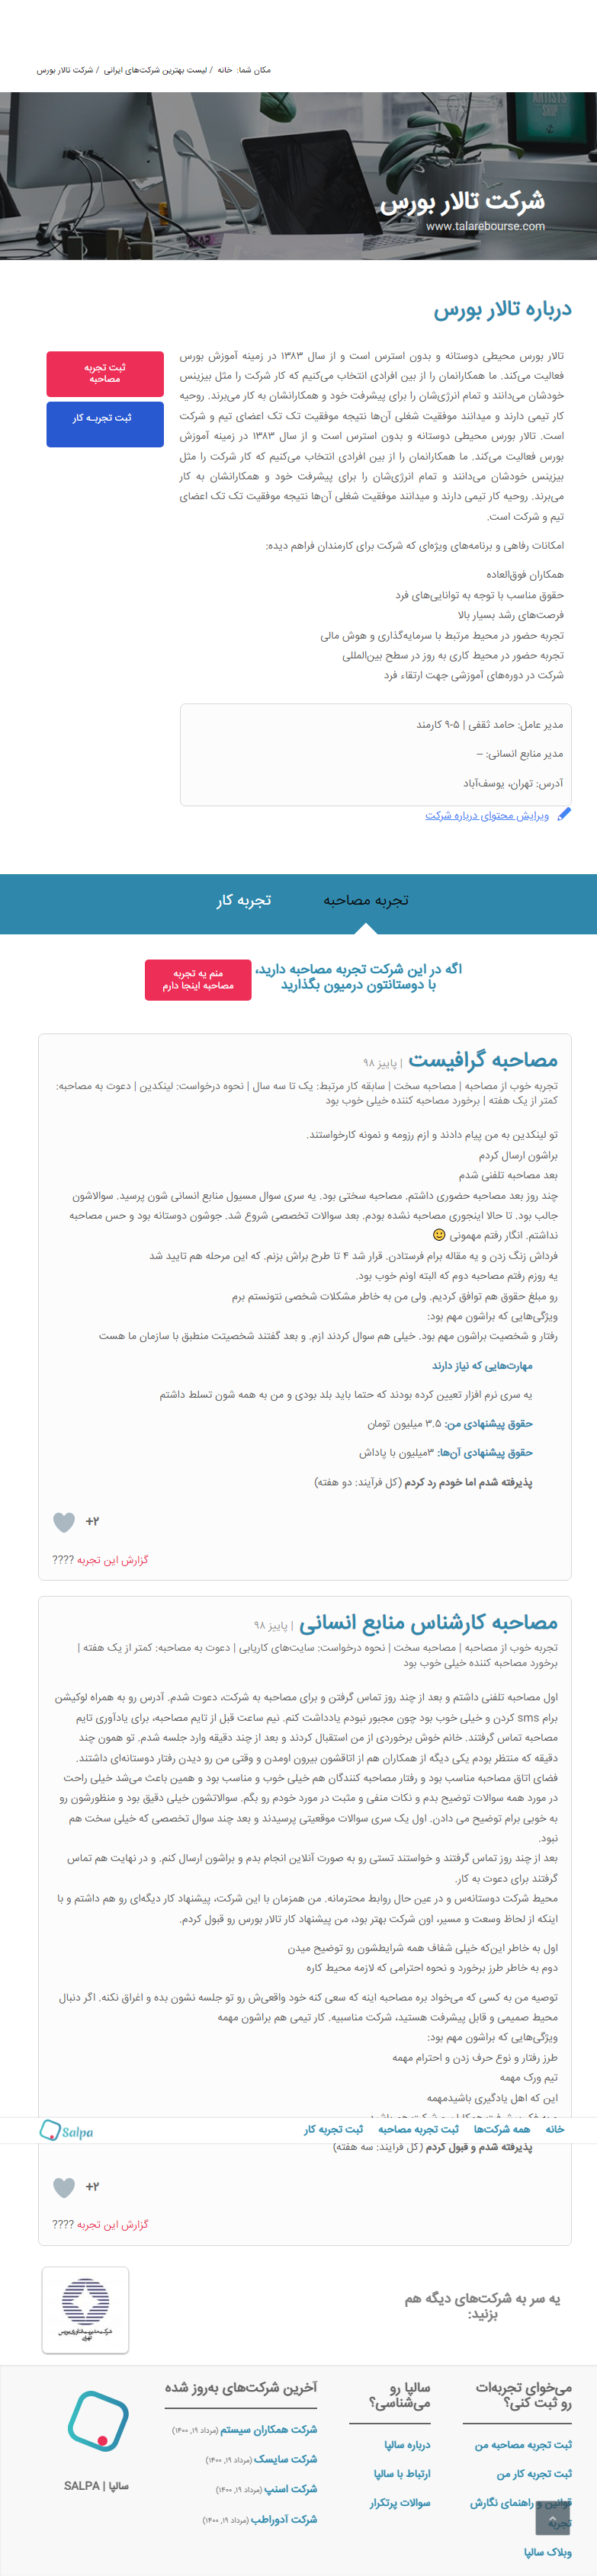 مکان شما: خانه / لیست بهترین شرکت‌های ایرانی / شرکت تالار بورس
شرکت تالار بورس
www.talarebourse.com
درباره تالار بورس
تالار بورس محیطی دوستانه و بدون استرس است و از سال ۱۳۸۳ در زمینه آموزش بورس
فعالیت می‌کند. ما همکارانمان را از بین افرادی انتخاب می‌کنیم که کار شرکت را مثل بیزینس
خودشان می‌دانند و تمام انرژی‌شان را برای پیشرفت خود و همکارانشان به کار می‌برند. روحیه
کار تیمی دارند و میدانند موفقیت شغلی آن‌ها نتیجه موفقیت تک تک اعضای تیم و شرکت
است. تالار بورس محیطی دوستانه و بدون استرس است و از سال ۱۳۸۳ در زمینه آموزش
بورس فعالیت می‌کند. ما همکارانمان را از بین افرادی انتخاب می‌کنیم که کار شرکت را مثل
بیزینس خودشان می‌دانند و تمام انرژی‌شان را برای پیشرفت خود و همکارانشان به کار
می‌برند. روحیه کار تیمی دارند و میدانند موفقیت شغلی آن‌ها نتیجه موفقیت تک تک اعضای
تیم و شرکت است.
امکانات رفاهی و برنامه‌های ویژه‌ای که شرکت برای کارمندان فراهم دیده:
همکاران فوق‌العاده
حقوق مناسب با توجه به توانایی‌های فرد
فرصت‌های رشد بسیار بالا
تجربه حضور در محیط مرتبط با سرمایه‌گذاری و هوش مالی
تجربه حضور در محیط کاری به روز در سطح بین‌المللی
شرکت در دوره‌های آموزشی جهت ارتقاء فرد
ثبت تجربه
مصاحبه
ثبت تجربـه کار
مدیر عامل: حامد ثقفی | ۵-۹ کارمند
مدیر منابع انسانی: –
آدرس: تهران، یوسف‌آباد
ویرایش محتوای درباره شرکت
تجربه مصاحبه
تجربه کار
اگه در این شرکت تجربه مصاحبه دارید،
با دوستانتون درمیون بگذارید
منم یه تجربه
مصاحبه اینجا دارم
مصاحبه گرافیست | پاییز ۹۸
تجربه خوب از مصاحبه | مصاحبه سخت | سابقه کار مرتبط: یک تا سه سال | نحوه درخواست: لینکدین | دعوت به مصاحبه:
کمتر از یک هفته | برخورد مصاحبه کننده خیلی خوب بود
تو لینکدین به من پیام دادند و ازم رزومه و نمونه کارخواستند.
براشون ارسال کردم
بعد مصاحبه تلفنی شدم
چند روز بعد مصاحبه حضوری داشتم. مصاحبه سختی بود. یه سری سوال مسیول منابع انسانی شون پرسید. سوالاشون
جالب بود. تا حالا اینجوری مصاحبه نشده بودم. بعد سوالات تخصصی شروع شد. جوشون دوستانه بود و حس مصاحبه
نداشتم. انگار رفتم مهمونی 🙂
فرداش زنگ زدن و یه مقاله برام فرستادن. قرار شد ۴ تا طرح براش بزنم. که این مرحله هم تایید شد
یه روزم رفتم مصاحبه دوم که البته اونم خوب بود.
رو مبلغ حقوق هم توافق کردیم. ولی من به خاطر مشکلات شخصی نتونستم برم
ویژگی‌هایی که براشون مهم بود:
رفتار و شخصیت براشون مهم بود. خیلی هم سوال کردند ازم. و بعد گفتند شخصیتت منطبق با سازمان ما هست
مهارت‌هایی که نیاز دارند
یه سری نرم افزار تعیین کرده بودند که حتما باید بلد بودی و من به همه شون تسلط داشتم
حقوق پیشنهادی من: ۳.۵ میلیون تومان
حقوق پیشنهادی آن‌ها: ۳میلیون با پاداش
پذیرفته شدم اما خودم رد کردم (کل فرآیند: دو هفته)
+۲
گزارش این تجربه ????
مصاحبه کارشناس منابع انسانی | پاییز ۹۸
تجربه خوب از مصاحبه | مصاحبه سخت | نحوه درخواست: سایت‌های کاریابی | دعوت به مصاحبه: کمتر از یک هفته |
برخورد مصاحبه کننده خیلی خوب بود
اول مصاحبه تلفنی داشتم و بعد از چند روز تماس گرفتن و برای مصاحبه به شرکت، دعوت شدم. آدرس رو به همراه لوکیشن
برام sms کردن و خیلی خوب بود چون مجبور نبودم یادداشت کنم. نیم ساعت قبل از تایم مصاحبه، برای یادآوری تایم
مصاحبه تماس گرفتند. خانم خوش برخوردی از من استقبال کردند و بعد از چند دقیقه وارد جلسه شدم. تو همون چند
دقیقه که منتظر بودم یکی دیگه از همکاران هم از اتاقشون بیرون اومدن و وقتی من رو دیدن رفتار دوستانه‌ای داشتند.
فضای اتاق مصاحبه مناسب بود و رفتار مصاحبه کنندگان هم خیلی خوب و مناسب بود و همین باعث می‌شد خیلی راحت
در مورد همه سوالات توضیح بدم و نکات منفی و مثبت در مورد خودم رو بگم. سوالاتشون خیلی دقیق بود و منظورشون رو
به خوبی برام توضیح می دادن. اول یک سری سوالات موقعیتی پرسیدند و بعد چند سوال تخصصی که خیلی سخت هم
نبود.
بعد از چند روز تماس گرفتند و خواستند تستی رو به صورت آنلاین انجام بدم و براشون ارسال کنم. و در نهایت هم تماس
گرفتند برای دعوت به کار.
محیط شرکت دوستانه‌س و در عین حال روابط محترمانه. من همزمان با این شرکت، پیشنهاد کار دیگه‌ای رو هم داشتم و با
اینکه از لحاظ وسعت و مسیر، اون شرکت بهتر بود، من پیشنهاد کار تالار بورس رو قبول کردم.
اول به خاطر این‌که خیلی شفاف همه شرایطشون رو توضیح میدن
دوم به خاطر طرز برخورد و نحوه احترامی که لازمه محیط کاره
توصیه من به کسی که می‌خواد بره مصاحبه اینه که سعی کنه خود واقعی‌ش رو تو جلسه نشون بده و اغراق نکنه. اگر دنبال
محیط صمیمی و قابل پیشرفت هستید، شرکت مناسبیه. کار تیمی هم براشون مهمه
ویژگی‌هایی که براشون مهم بود:
طرز رفتار و نوع حرف زدن و احترام مهمه
تیم ورک مهمه
این که اهل یادگیری باشیدمهمه
خانه
همه شرکت‌ها
ثبت تجربه مصاحبه
ثبت تجربه کار
Salpa
پذیرفته شدم و قبول کردم (کل فرآیند: سه هفته)
+۲
گزارش این تجربه ????
یه سر به شرکت‌های دیگه هم
بزنید:
شرکت مدیریت فناوری بورس
تهران
می‌خوای تجربه‌ات
رو ثبت کنی؟
ثبت تجربه مصاحبه من
ثبت تجربه کار من
قوانین و راهنمای نگارش
تجربه
وبلاگ سالپا
سالپا رو
می‌شناسی؟
درباره سالپا
ارتباط با سالپا
سوالات پرتکرار
آخرین شرکت‌های به‌روز شده
شرکت همکاران سیستم (مرداد ۱۹, ۱۴۰۰)
شرکت سایسک (مرداد ۱۹, ۱۴۰۰)
شرکت اسنپ (مرداد ۱۹, ۱۴۰۰)
شرکت آدوراطب (مرداد ۱۹, ۱۴۰۰)
سالپا | SALPA